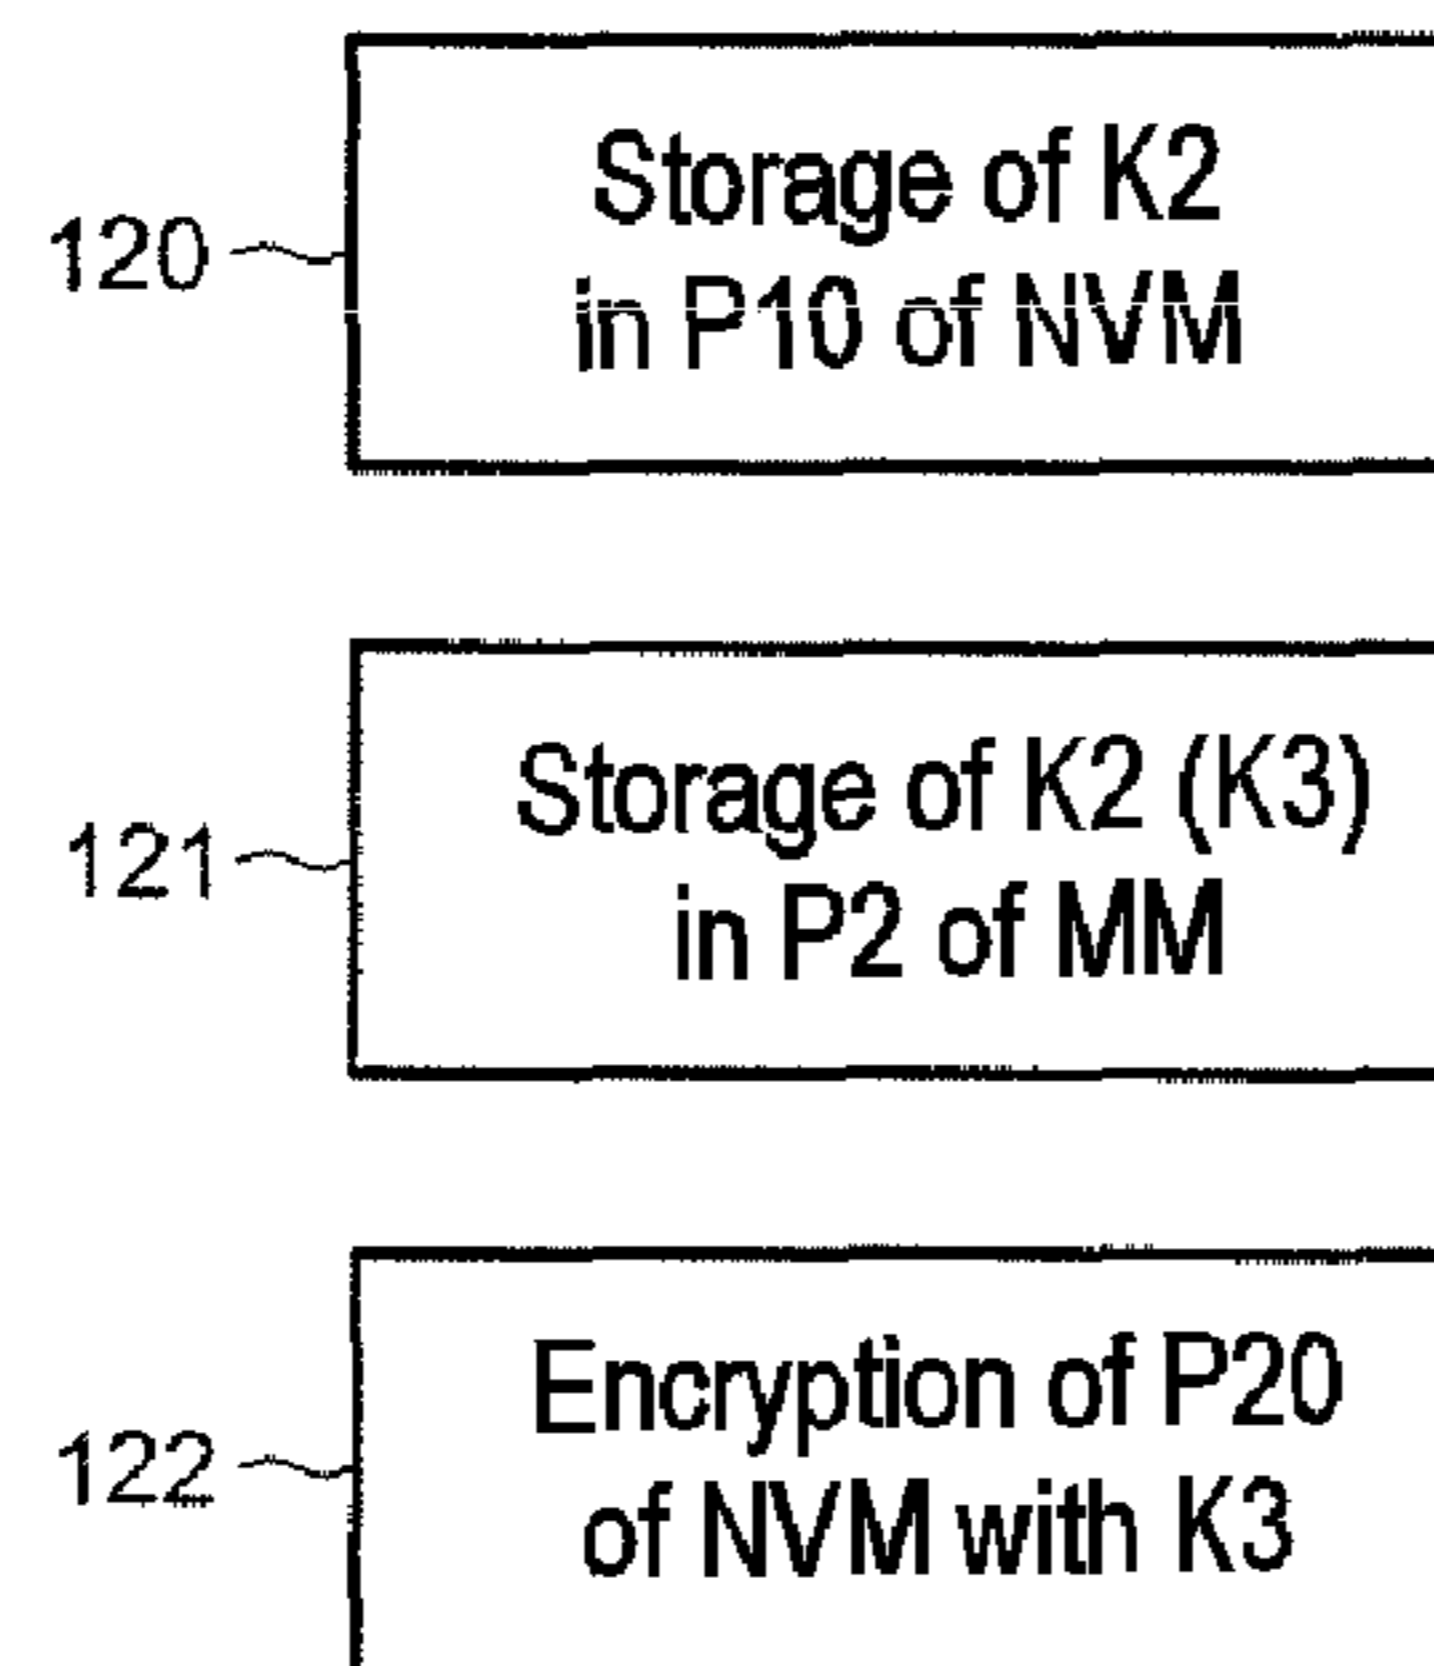 Storage of K2
120
in P10 of NVM
Storage of K2 (K3)
121
in P2 of MM
Encryption of P20
122
of NVM with K3